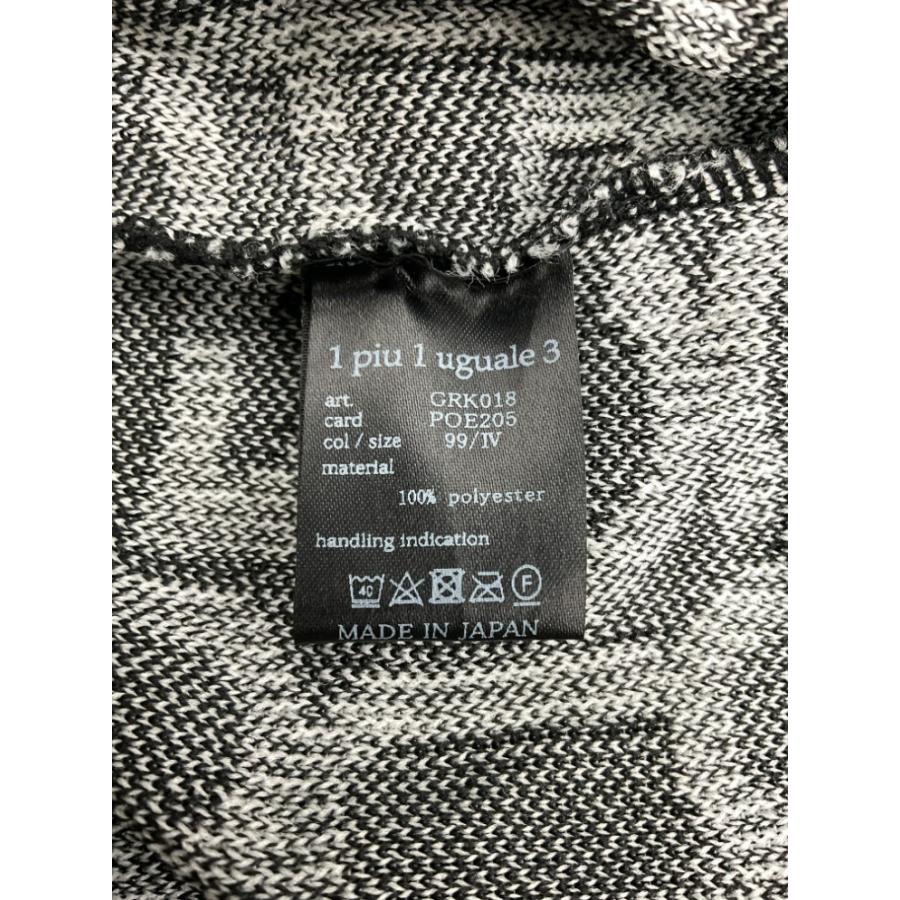 1 piu 1 uguale 3
art. GRK018
card POE205
col / size 99/IV
material
100% polyester
handling indication
40 F
MADE IN JAPAN